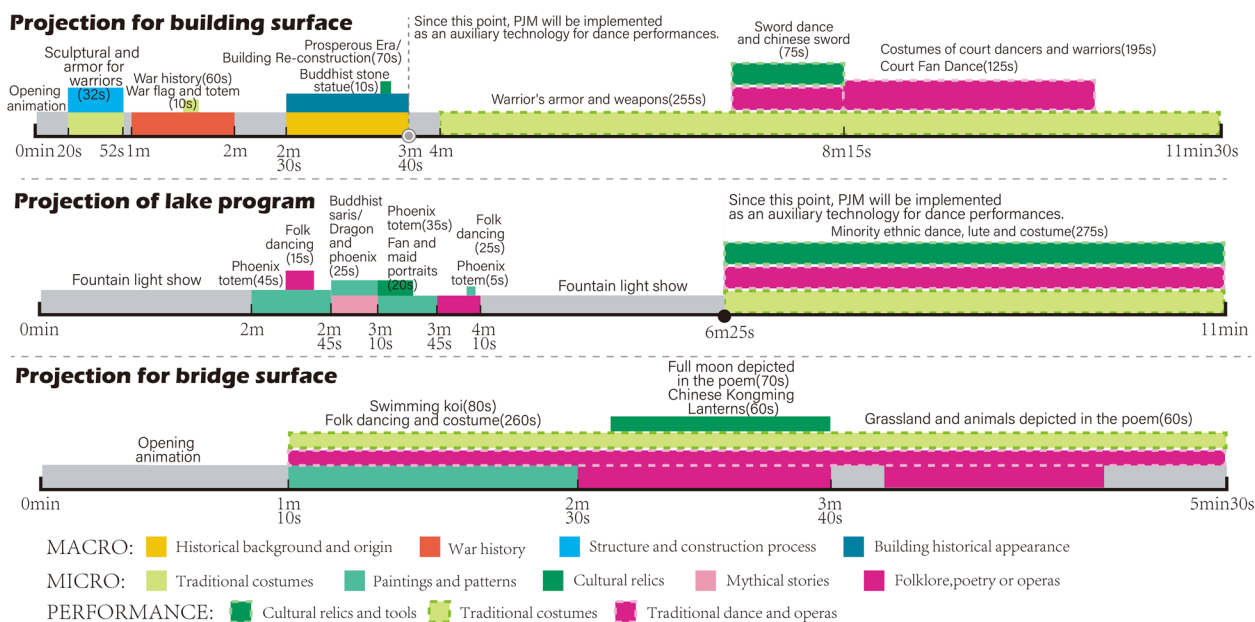 Projection for building surface
Since this point, PJM will be implemented
as an auxiliary technology for dance performances.
Opening
animation
Sculptural and
armor for
warriors
(32s)
War history(60s)
War flag and totem
(10s)
Prosperous Era/
Building Re-construction(70s)
Buddhist stone
statue(10s)
Warrior's armor and weapons(255s)
Sword dance
and chinese sword
(75s)
Costumes of court dancers and warriors(195s)
Court Fan Dance(125s)
0min
20s
52s
1m
2m
2m
30s
3m
40s
4m
8m15s
11min30s
Projection of lake program
Fountain light show
Phoenix
totem(45s)
Folk
dancing
(15s)
Buddhist
saris/
Dragon
and
phoenix
(25s)
Phoenix
totem(35s)
Fan and
maid
portraits
(20s)
Folk
dancing
(25s)
Phoenix
totem(5s)
Fountain light show
Since this point, PJM will be implemented
as an auxiliary technology for dance performances.
Minority ethnic dance, lute and costume(275s)
0min
2m
2m
45s
3m
10s
3m
45s
4m
10s
6m25s
11min
Projection for bridge surface
Opening
animation
Swimming koi(80s)
Folk dancing and costume(260s)
Full moon depicted
in the poem(70s)
Chinese Kongming
Lanterns(60s)
Grassland and animals depicted in the poem(60s)
0min
1m
10s
2m
30s
3m
40s
5min30s
MACRO:
Historical background and origin
War history
Structure and construction process
Building historical appearance
MICRO:
Traditional costumes
Paintings and patterns
Cultural relics
Mythical stories
Folklore,poetry or operas
PERFORMANCE:
Cultural relics and tools
Traditional costumes
Traditional dance and operas